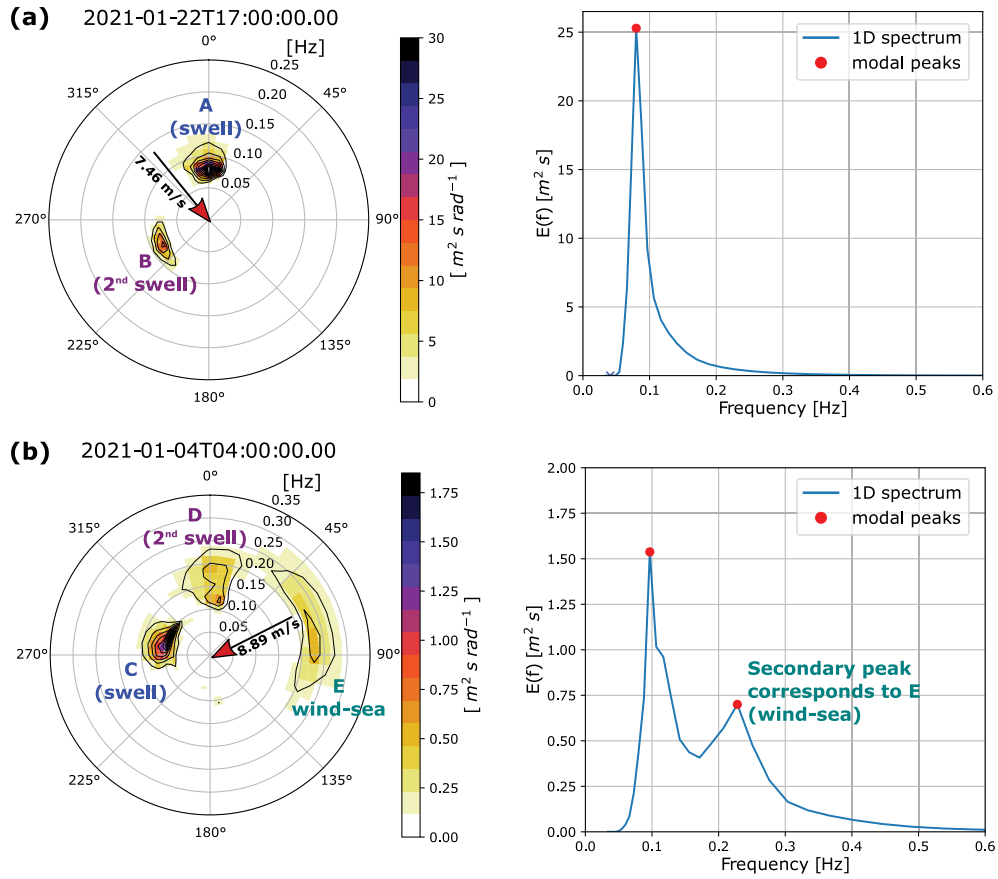 (a) 2021-01-22T17:00:00.00
0°
[Hz]
0.25
0.20
0.15
0.10
0.05
45°
90°
135°
180°
225°
270°
315°
A
(swell)
7.46 m/s
B
(2nd swell)
30
25
20
15
10
5
0
[ m² s rad⁻¹ ]
1D spectrum
modal peaks
25
20
15
10
5
0
E(f) [m² s]
0.0 0.1 0.2 0.3 0.4 0.5 0.6
Frequency [Hz]
(b) 2021-01-04T04:00:00.00
0°
[Hz]
0.35
0.30
0.25
0.20
0.15
0.10
0.05
45°
90°
135°
180°
225°
270°
315°
D
(2nd swell)
8.89 m/s
C
(swell)
E
wind-sea
1.75
1.50
1.25
1.00
0.75
0.50
0.25
0.00
[ m² s rad⁻¹ ]
1D spectrum
modal peaks
2.00
1.75
1.50
1.25
1.00
0.75
0.50
0.25
0.00
E(f) [m² s]
Secondary peak
corresponds to E
(wind-sea)
0.0 0.1 0.2 0.3 0.4 0.5 0.6
Frequency [Hz]